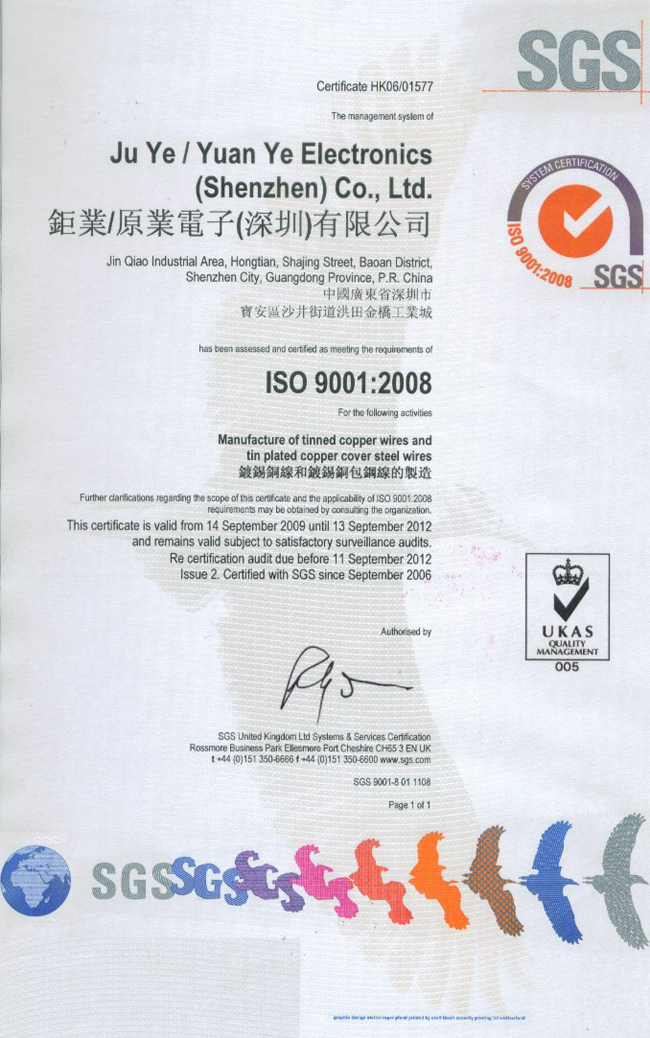 SGS
Certificate HK06/01577
The management system of
Ju Ye / Yuan Ye Electronics
(Shenzhen) Co., Ltd.
鉅業/原業電子(深圳)有限公司
SYSTEM CERTIFICATION
ISO 9001:2008
SGS
Jin Qiao Industrial Area, Hongtian, Shajing Street, Baoan District,
Shenzhen City, Guangdong Province, P.R. China
中國廣東省深圳市
寶安區沙井街道洪田金橋工業城
has been assessed and certified as meeting the requirements of
ISO 9001:2008
For the following activities
Manufacture of tinned copper wires and
tin plated copper cover steel wires
鍍錫銅線和鍍錫銅包鋼線的製造
Further clarifications regarding the scope of this certificate and the applicability of ISO 9001:2008
requirements may be obtained by consulting the organization.
This certificate is valid from 14 September 2009 until 13 September 2012
and remains valid subject to satisfactory surveillance audits.
Re certification audit due before 11 September 2012
Issue 2. Certified with SGS since September 2006
UKAS
QUALITY
MANAGEMENT
005
Authorised by
SGS United Kingdom Ltd Systems & Services Certification
Rossmore Business Park Ellesmere Port Cheshire CH65 3 EN UK
t +44 (0)151 350-6666 f +44 (0)151 350-6600 www.sgs.com
SGS 9001-8 01 1108
Page 1 of 1
SGS SGS SGS